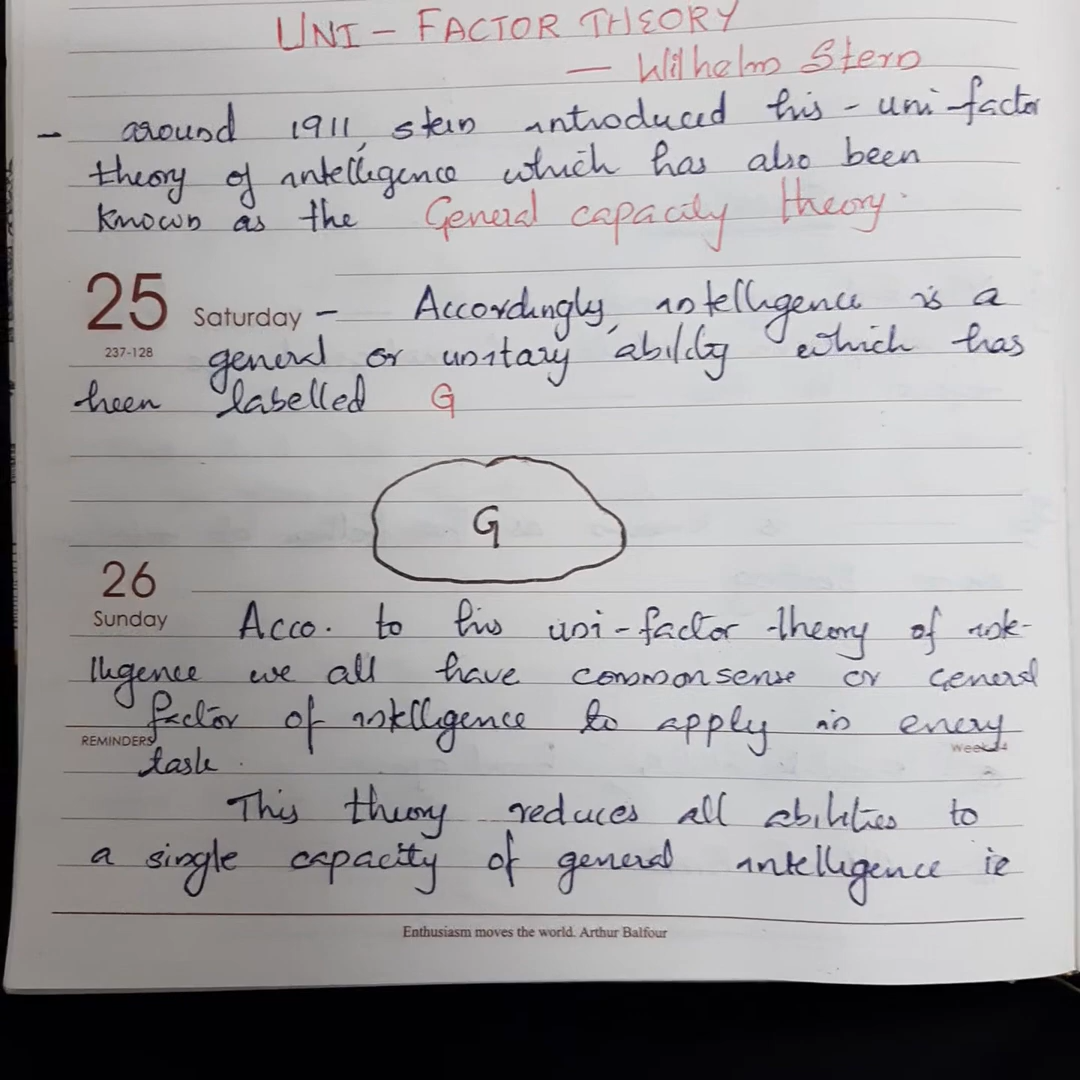 UNI - FACTOR THEORY
- Wilhelm Stern
- around 1911, stern introduced his - uni-factor
theory of intelligence which has also been
known as the General capacity theory.
25 Saturday - Accordingly, intelligence is a
237-128
general or unitary ability which has
been labelled G
G
26
Sunday
Acco. to his uni-factor theory of inte-
lligence we all have commonsense or General
factor of intelligence to apply in every
REMINDERS
task.
This theory reduces all abilities to
a single capacity of general intelligence ie
Enthusiasm moves the world. Arthur Balfour